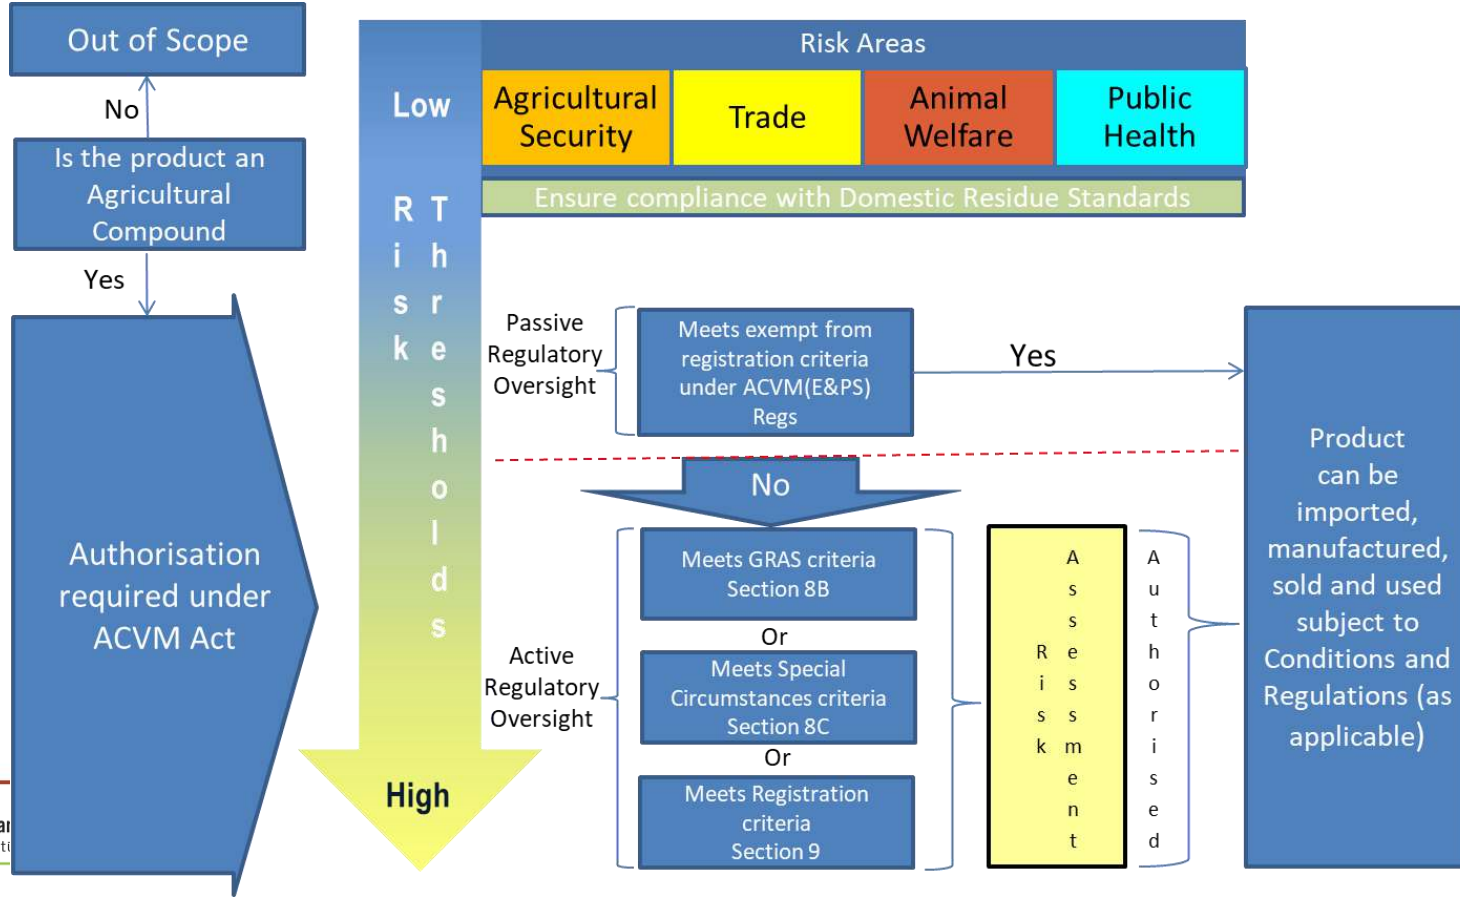 Out of Scope
No
Is the product an
Agricultural
Compound
Yes
Authorisation
required under
ACVM Act
Low
Risk
Thresholds
High
Risk Areas
Agricultural
Security
Trade
Animal
Welfare
Public
Health
Ensure compliance with Domestic Residue Standards
Passive
Regulatory
Oversight
Meets exempt from
registration criteria
under ACVM(E&PS)
Regs
Yes
No
Active
Regulatory
Oversight
Meets GRAS criteria
Section 8B
Or
Meets Special
Circumstances criteria
Section 8C
Or
Meets Registration
criteria
Section 9
Risk
Assessment
Authorised
Product
can be
imported,
manufactured,
sold and used
subject to
Conditions and
Regulations (as
applicable)